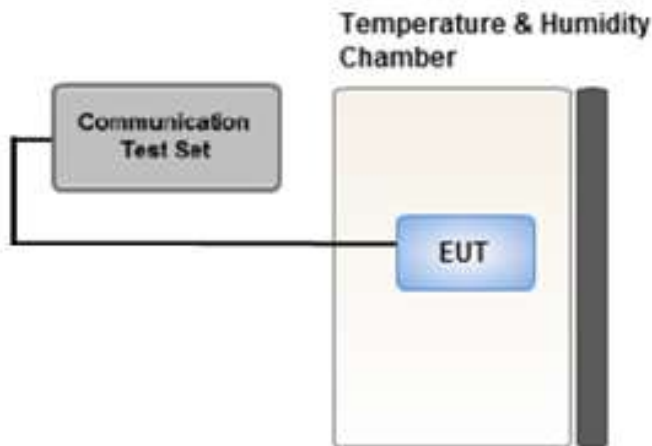 Temperature & Humidity
Chamber
Communication
Test Set
EUT